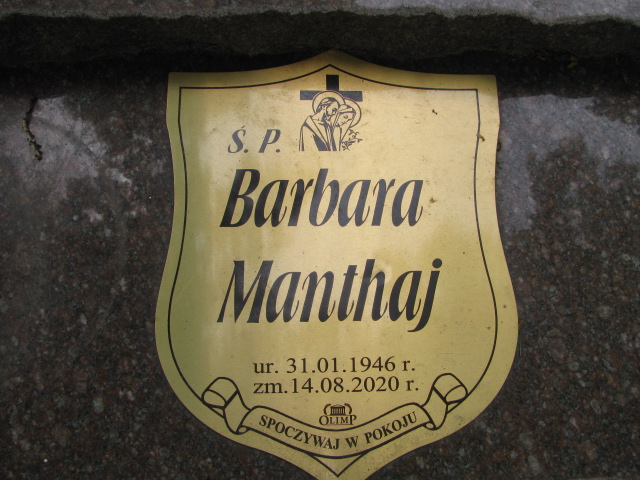 Ś. P.
Barbara
Manthaj
ur. 31.01.1946 r.
zm.14.08.2020 r.
OLIMP
SPOCZYWAJ W POKOJU